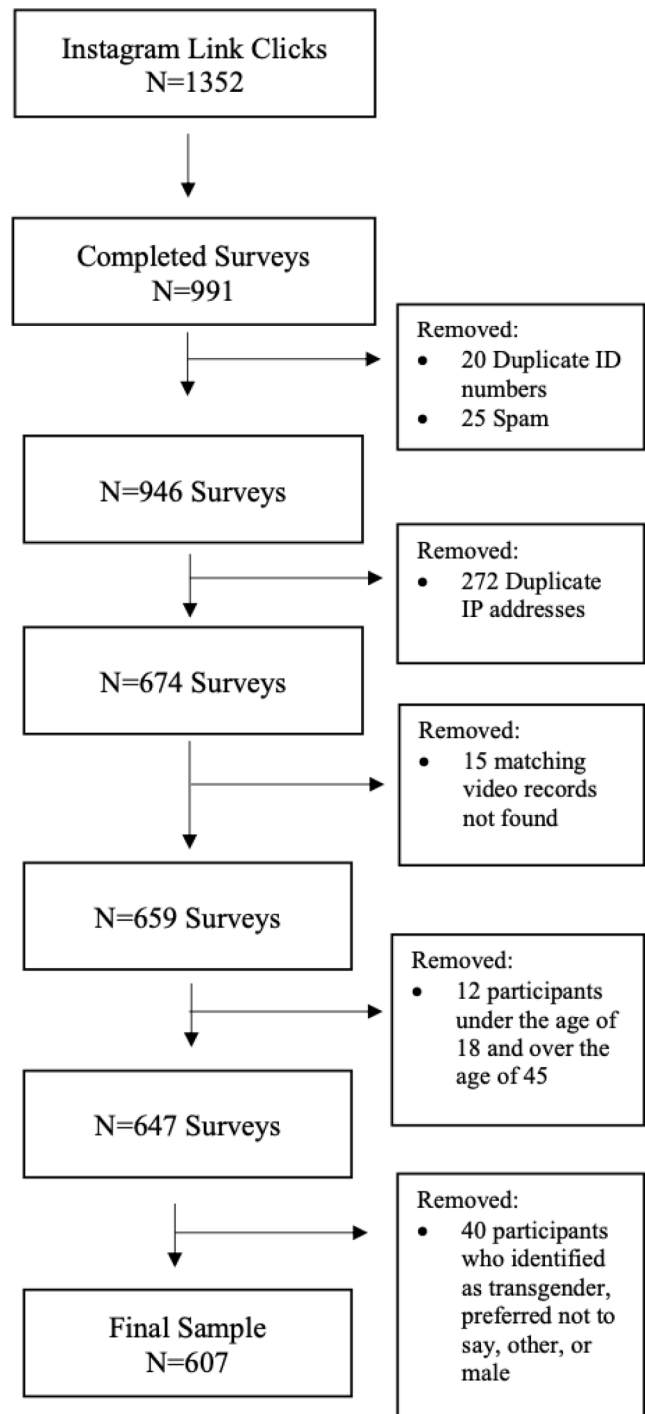 Instagram Link Clicks
N=1352
Completed Surveys
N=991
Removed:
• 20 Duplicate ID
numbers
• 25 Spam
N=946 Surveys
Removed:
• 272 Duplicate
IP addresses
N=674 Surveys
Removed:
• 15 matching
video records
not found
N=659 Surveys
Removed:
• 12 participants
under the age of
18 and over the
age of 45
N=647 Surveys
Removed:
• 40 participants
who identified
as transgender,
preferred not to
say, other, or
male
Final Sample
N=607